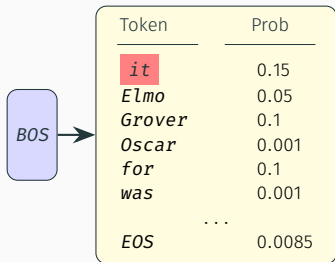 Token Prob
it 0.15
Elmo 0.05
Grover 0.1
BOS Oscar 0.001
for 0.1
was 0.001
...
EOS 0.0085